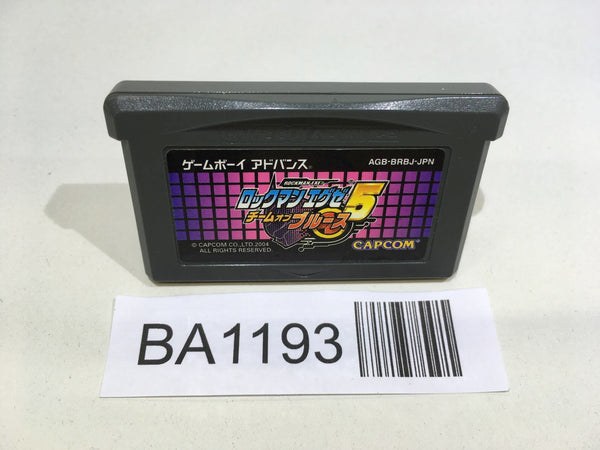 ゲームボーイ アドバンス
AGB-BRBJ-JPN
ROCKMAN EXE5
ロックマン エグゼ5
チームオブ ブルース
© CAPCOM CO., LTD. 2004
ALL RIGHTS RESERVED.
CAPCOM
BA1193